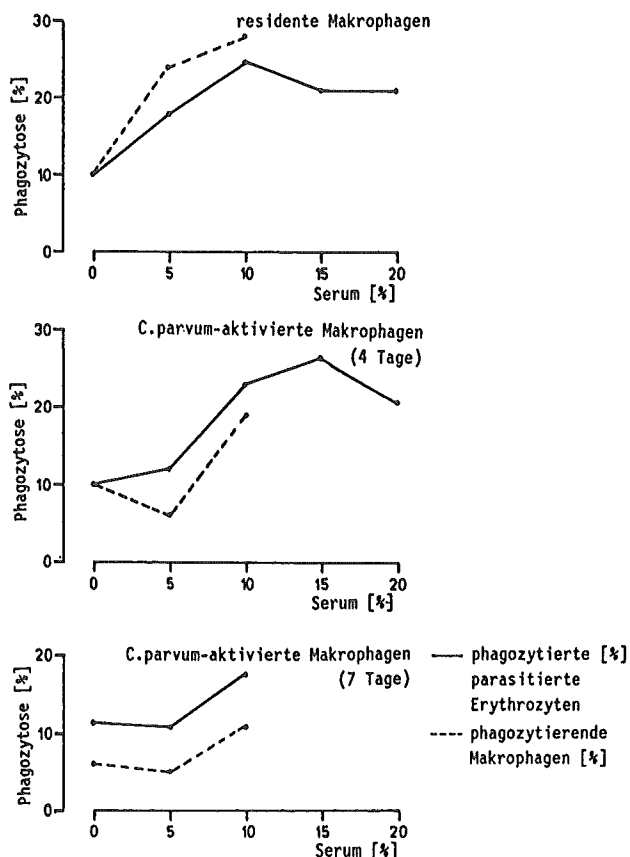 residente Makrophagen
Phagozytose [%]
30
20
10
0
0 5 10 15 20
Serum [%]
C.parvum-aktivierte Makrophagen
(4 Tage)
Phagozytose [%]
30
20
10
0
0 5 10 15 20
Serum [%]
C.parvum-aktivierte Makrophagen
(7 Tage)
Phagozytose [%]
20
10
0
0 5 10 15 20
Serum [%]
phagozytierte [%]
parasitierte
Erythrozyten
phagozytierende
Makrophagen [%]